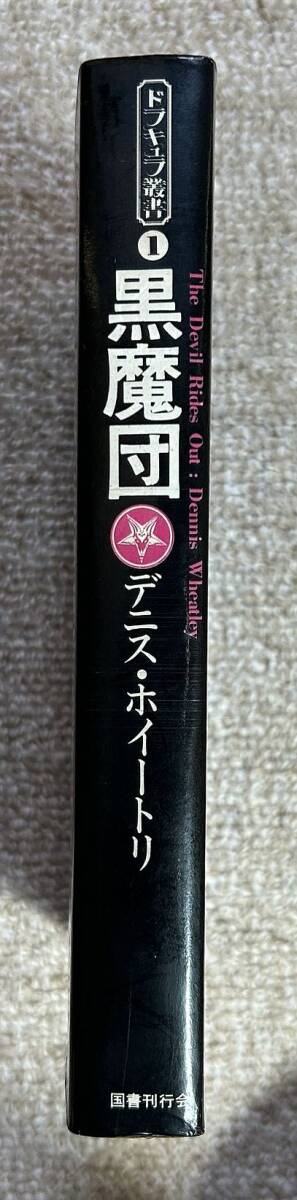 ドラキュラ叢書
1
黒魔団
The Devil Rides Out : Dennis Wheatley
デニス・ホイートリ
国書刊行会